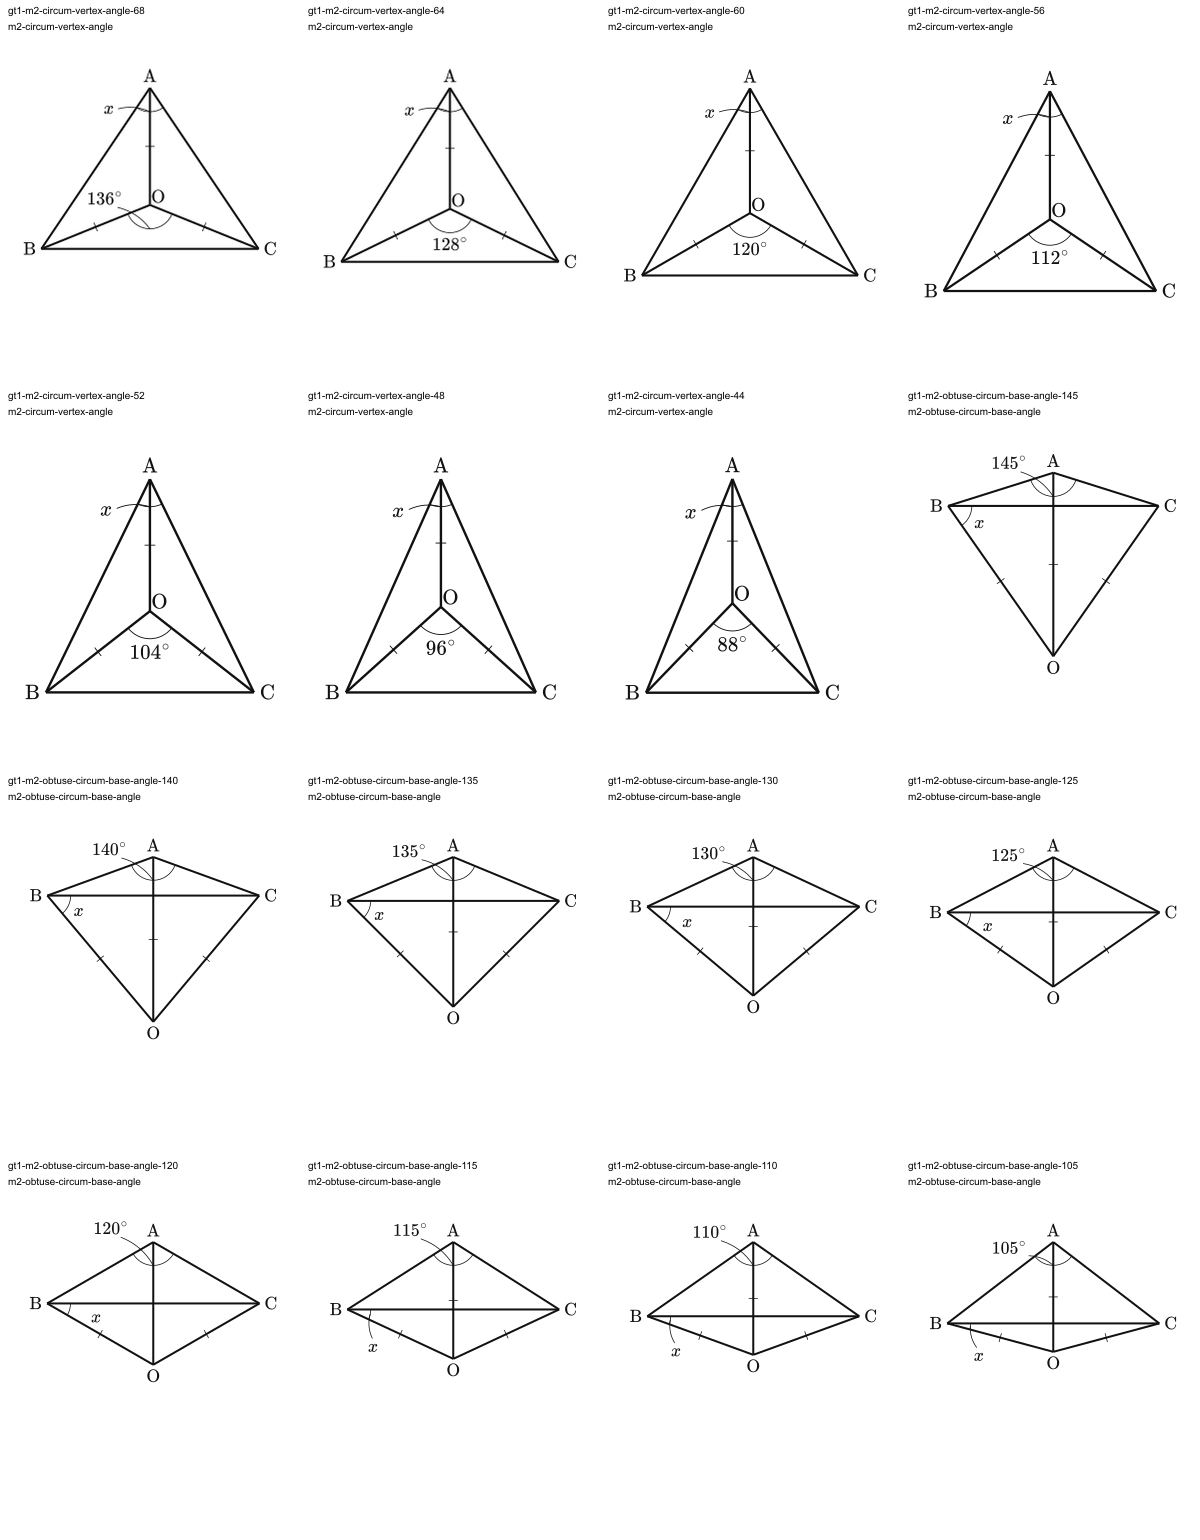 gt1-m2-circum-vertex-angle-68
m2-circum-vertex-angle
A
x
136°
O
B
C
gt1-m2-circum-vertex-angle-64
m2-circum-vertex-angle
A
x
O
128°
B
C
gt1-m2-circum-vertex-angle-60
m2-circum-vertex-angle
A
x
O
120°
B
C
gt1-m2-circum-vertex-angle-56
m2-circum-vertex-angle
A
x
O
112°
B
C
gt1-m2-circum-vertex-angle-52
m2-circum-vertex-angle
A
x
O
104°
B
C
gt1-m2-circum-vertex-angle-48
m2-circum-vertex-angle
A
x
O
96°
B
C
gt1-m2-circum-vertex-angle-44
m2-circum-vertex-angle
A
x
O
88°
B
C
gt1-m2-obtuse-circum-base-angle-145
m2-obtuse-circum-base-angle
145°
A
B
C
x
O
gt1-m2-obtuse-circum-base-angle-140
m2-obtuse-circum-base-angle
140°
A
B
C
x
O
gt1-m2-obtuse-circum-base-angle-135
m2-obtuse-circum-base-angle
135°
A
B
C
x
O
gt1-m2-obtuse-circum-base-angle-130
m2-obtuse-circum-base-angle
130°
A
B
C
x
O
gt1-m2-obtuse-circum-base-angle-125
m2-obtuse-circum-base-angle
125°
A
B
C
x
O
gt1-m2-obtuse-circum-base-angle-120
m2-obtuse-circum-base-angle
120°
A
B
C
x
O
gt1-m2-obtuse-circum-base-angle-115
m2-obtuse-circum-base-angle
115°
A
B
C
x
O
gt1-m2-obtuse-circum-base-angle-110
m2-obtuse-circum-base-angle
110°
A
B
C
x
O
gt1-m2-obtuse-circum-base-angle-105
m2-obtuse-circum-base-angle
A
105°
B
C
x
O